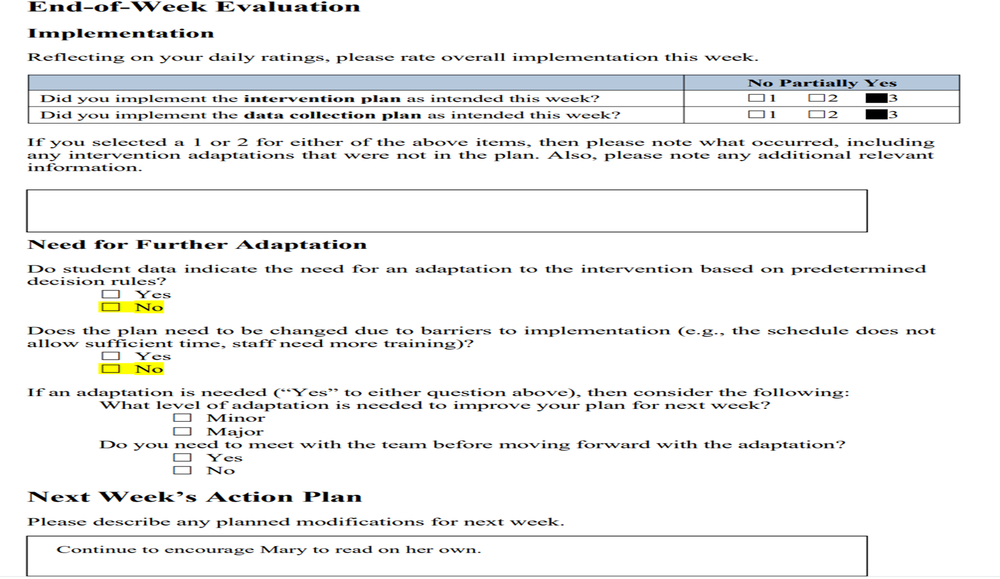 End-of-Week Evaluation
Implementation
Reflecting on your daily ratings, please rate overall implementation this week.
No Partially Yes
Did you implement the intervention plan as intended this week? ☐1 ☐2 ■3
Did you implement the data collection plan as intended this week? ☐1 ☐2 ■3
If you selected a 1 or 2 for either of the above items, then please note what occurred, including
any intervention adaptations that were not in the plan. Also, please note any additional relevant
information.
Need for Further Adaptation
Do student data indicate the need for an adaptation to the intervention based on predetermined
decision rules?
☐ Yes
☐ No
Does the plan need to be changed due to barriers to implementation (e.g., the schedule does not
allow sufficient time, staff need more training)?
☐ Yes
☐ No
If an adaptation is needed (“Yes” to either question above), then consider the following:
What level of adaptation is needed to improve your plan for next week?
☐ Minor
☐ Major
Do you need to meet with the team before moving forward with the adaptation?
☐ Yes
☐ No
Next Week’s Action Plan
Please describe any planned modifications for next week.
Continue to encourage Mary to read on her own.